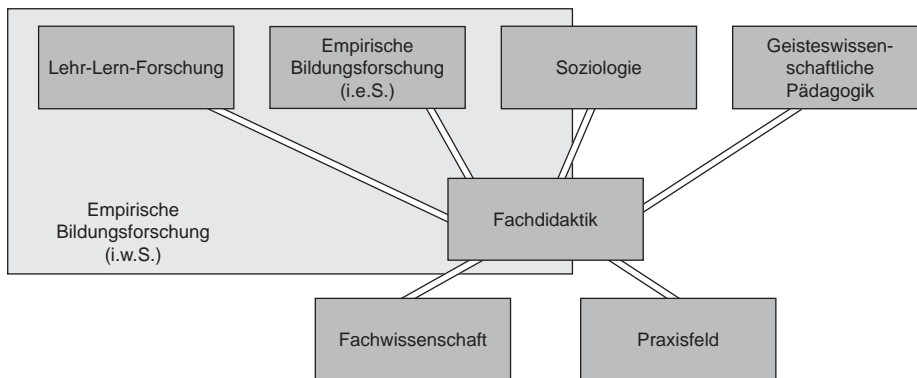 Lehr-Lern-Forschung
Empirische
Bildungsforschung
(i.e.S.)
Soziologie
Geisteswissen-
schaftliche
Pädagogik
Empirische
Bildungsforschung
(i.w.S.)
Fachdidaktik
Fachwissenschaft
Praxisfeld